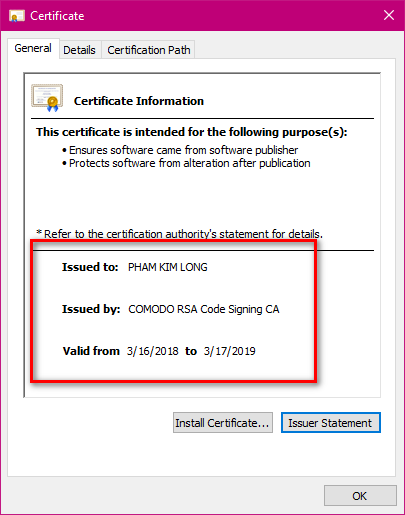 Certificate
General Details Certification Path
Certificate Information
This certificate is intended for the following purpose(s):
• Ensures software came from software publisher
• Protects software from alteration after publication
* Refer to the certification authority's statement for details.
Issued to: PHAM KIM LONG
Issued by: COMODO RSA Code Signing CA
Valid from 3/16/2018 to 3/17/2019
Install Certificate... Issuer Statement
OK